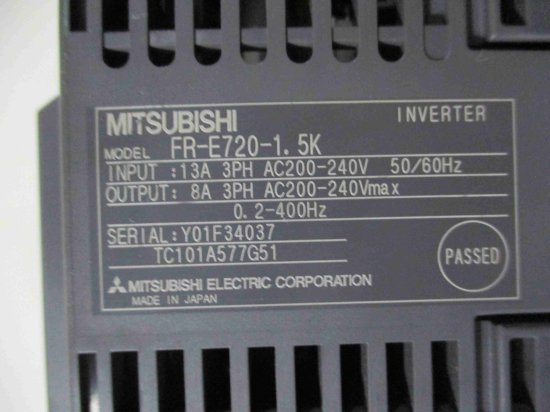 MITSUBISHI INVERTER
MODEL FR-E720-1.5K
INPUT :13A 3PH AC200-240V 50/60Hz
OUTPUT: 8A 3PH AC200-240Vmax
0.2-400Hz
SERIAL:Y01F34037
TC101A577G51
PASSED
MITSUBISHI ELECTRIC CORPORATION
MADE IN JAPAN